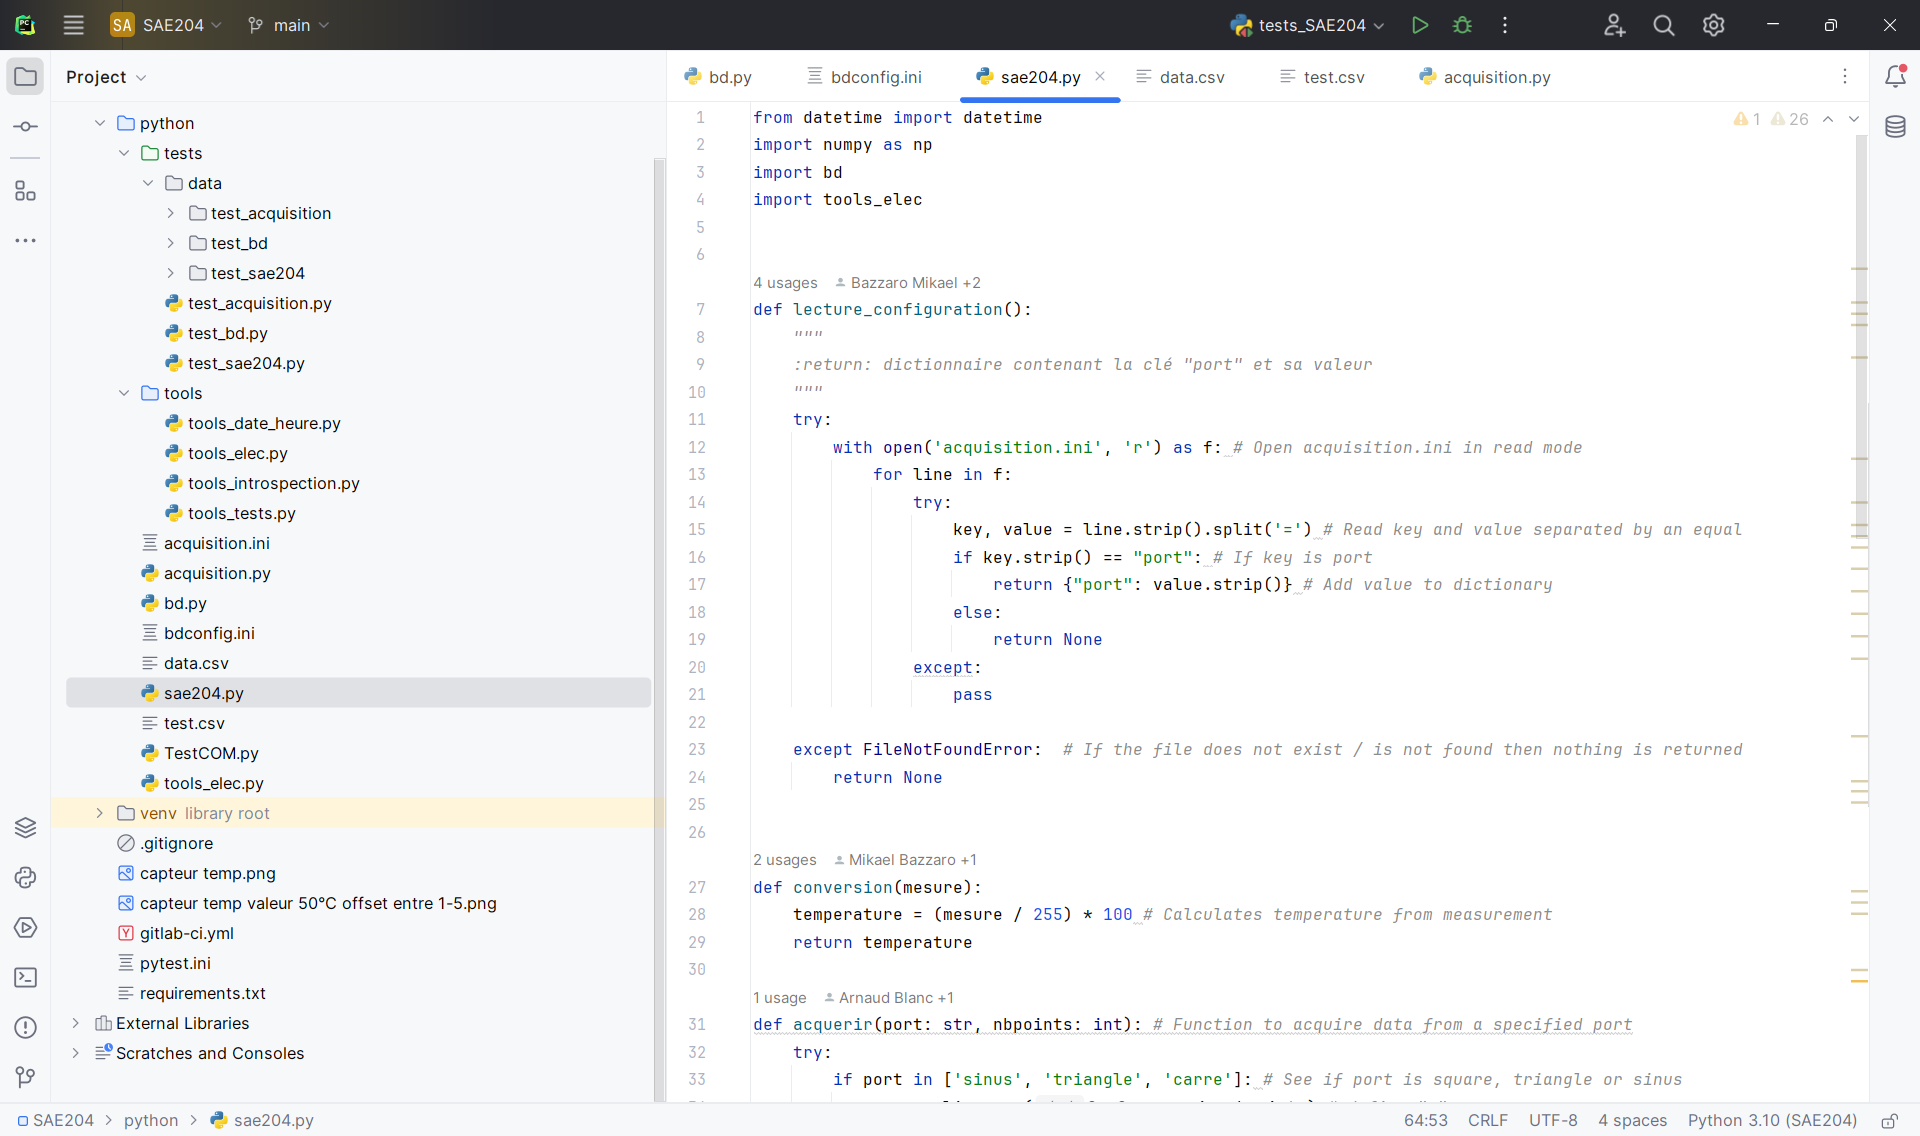 SA SAE204 main tests_SAE204
Project
bd.py bdconfig.ini sae204.py data.csv test.csv acquisition.py
python
tests
data
test_acquisition
test_bd
test_sae204
test_acquisition.py
test_bd.py
test_sae204.py
tools
tools_date_heure.py
tools_elec.py
tools_introspection.py
tools_tests.py
acquisition.ini
acquisition.py
bd.py
bdconfig.ini
data.csv
sae204.py
test.csv
TestCOM.py
tools_elec.py
venv library root
.gitignore
capteur temp.png
capteur temp valeur 50°C offset entre 1-5.png
gitlab-ci.yml
pytest.ini
requirements.txt
External Libraries
Scratches and Consoles
1 26
1 from datetime import datetime
2 import numpy as np
3 import bd
4 import tools_elec
5
6
4 usages Bazzaro Mikael +2
7 def lecture_configuration():
8 """
9 :return: dictionnaire contenant la clé "port" et sa valeur
10 """
11 try:
12 with open('acquisition.ini', 'r') as f: # Open acquisition.ini in read mode
13 for line in f:
14 try:
15 key, value = line.strip().split('=') # Read key and value separated by an equal
16 if key.strip() == "port": # If key is port
17 return {"port": value.strip()} # Add value to dictionary
18 else:
19 return None
20 except:
21 pass
22
23 except FileNotFoundError: # If the file does not exist / is not found then nothing is returned
24 return None
25
26
2 usages Mikael Bazzaro +1
27 def conversion(mesure):
28 temperature = (mesure / 255) * 100 # Calculates temperature from measurement
29 return temperature
30
1 usage Arnaud Blanc +1
31 def acquerir(port: str, nbpoints: int): # Function to acquire data from a specified port
32 try:
33 if port in ['sinus', 'triangle', 'carre']: # See if port is square, triangle or sinus
SAE204 python sae204.py
64:53 CRLF UTF-8 4 spaces Python 3.10 (SAE204)